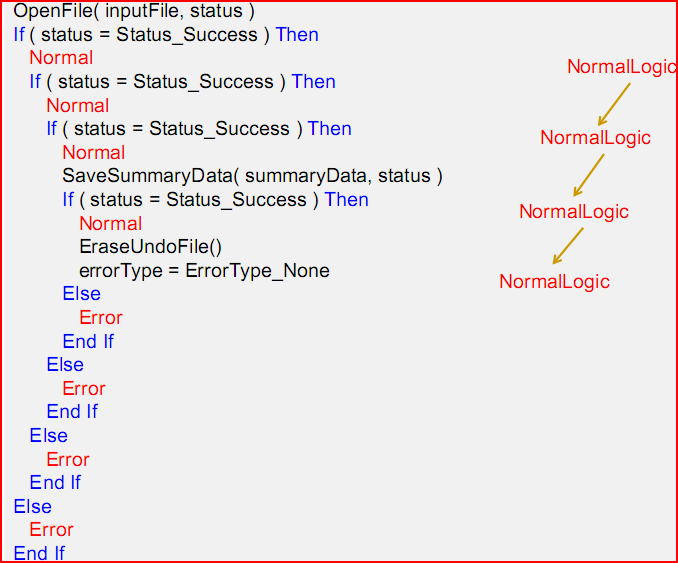 OpenFile( inputFile, status )
If ( status = Status_Success ) Then
Normal
If ( status = Status_Success ) Then
Normal
If ( status = Status_Success ) Then
Normal
SaveSummaryData( summaryData, status )
If ( status = Status_Success ) Then
Normal
EraseUndoFile()
errorType = ErrorType_None
Else
Error
End If
Else
Error
End If
Else
Error
End If
Else
Error
End If
NormalLogic
NormalLogic
NormalLogic
NormalLogic